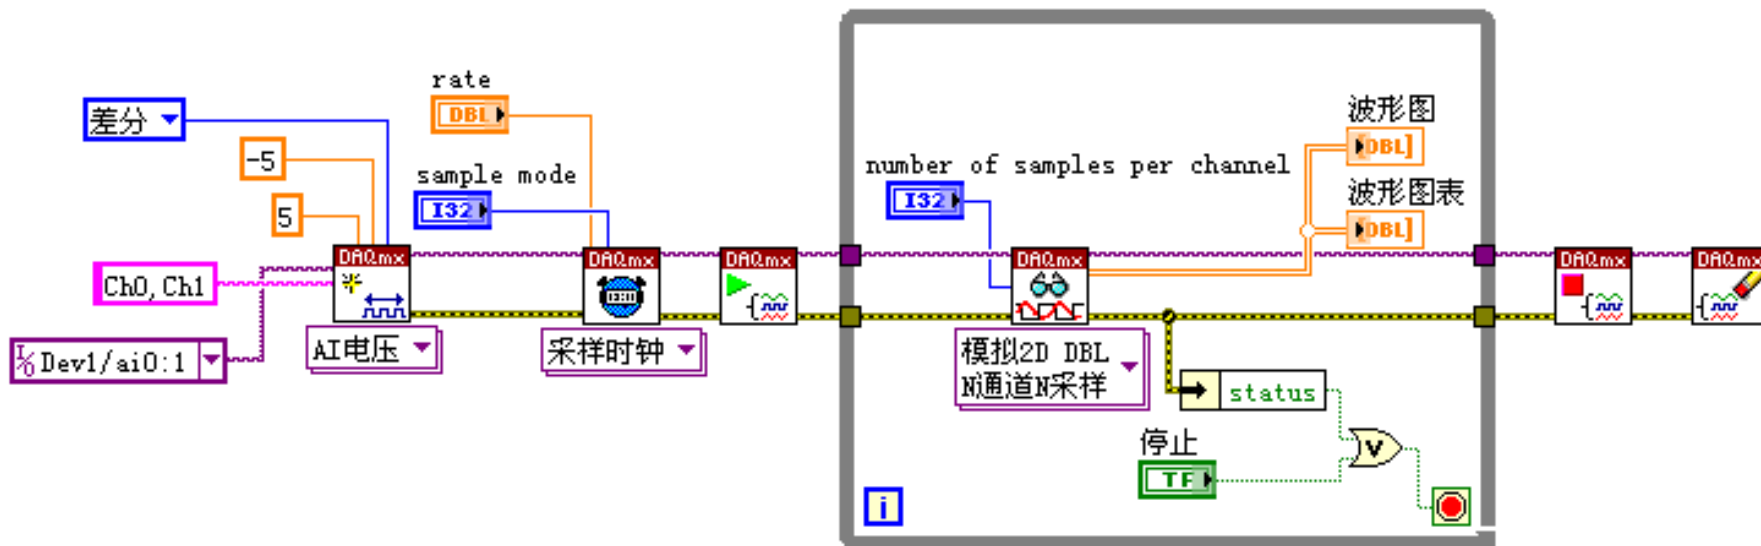 rate
差分
DBL
波形图
-5
[DBL]
sample mode
number of samples per channel
5
I32
I32
波形图表
[DBL]
DAQmx
DAQmx
DAQmx
DAQmx
DAQmx
DAQmx
Ch0,Ch1
I/O Dev1/ai0:1
AI电压
采样时钟
模拟2D DBL
N通道N采样
status
停止
TF
V
i